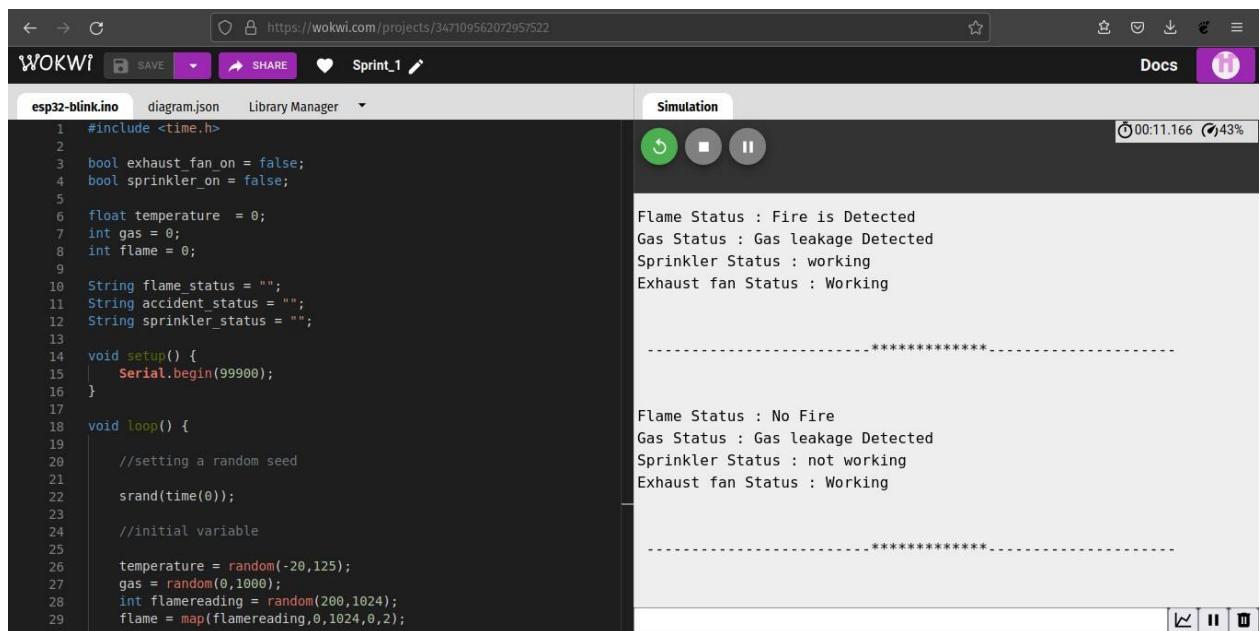 https://wokwi.com/projects/347109562072957522
WOKWI SAVE SHARE Sprint_1 Docs
esp32-blink.ino diagram.json Library Manager
1 #include <time.h>
2
3 bool exhaust_fan_on = false;
4 bool sprinkler_on = false;
5
6 float temperature  = 0;
7 int gas = 0;
8 int flame = 0;
9
10 String flame_status = "";
11 String accident_status = "";
12 String sprinkler_status = "";
13
14 void setup() {
15     Serial.begin(99900);
16 }
17
18 void loop() {
19
20     //setting a random seed
21
22     srand(time(0));
23
24     //initial variable
25
26     temperature = random(-20,125);
27     gas = random(0,1000);
28     int flamereading = random(200,1024);
29     flame = map(flamereading,0,1024,0,2);
Simulation
00:11.166 43%
Flame Status : Fire is Detected
Gas Status : Gas leakage Detected
Sprinkler Status : working
Exhaust fan Status : Working
-------------------------*************---------------------
Flame Status : No Fire
Gas Status : Gas leakage Detected
Sprinkler Status : not working
Exhaust fan Status : Working
-------------------------*************---------------------